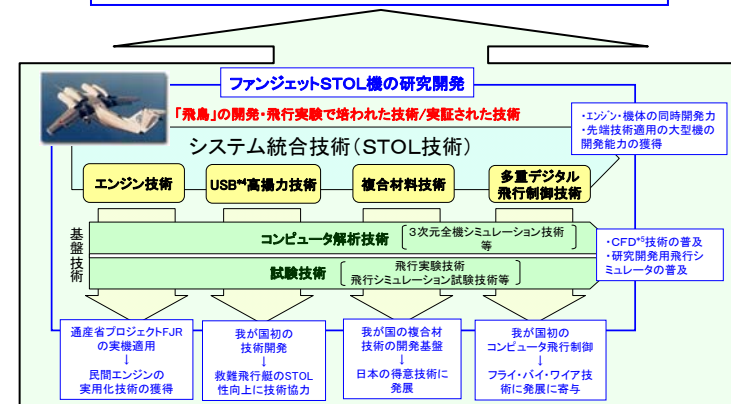 ファンジェットSTOL機の研究開発
「飛鳥」の開発・飛行実験で培われた技術/実証された技術
・エンジン・機体の同時開発力
・先端技術適用の大型機の
開発能力の獲得
システム統合技術(STOL技術)
エンジン技術
USB*4高揚力技術
複合材料技術
多重デジタル
飛行制御技術
基盤技術
コンピュータ解析技術
3次元全機シミュレーション技術
等
試験技術
飛行実験技術
飛行シミュレーション試験技術等
・CFD*5技術の普及
・研究開発用飛行シ
ミュレータの普及
通産省プロジェクトFJR
の実機適用
↓
民間エンジンの
実用化技術の獲得
我が国初の
技術開発
↓
救難飛行艇のSTOL
性向上に技術協力
我が国の複合材
技術の開発基盤
↓
日本の得意技術に
発展
我が国初の
コンピュータ飛行制御
↓
フライ・バイ・ワイア技
術に発展に寄与